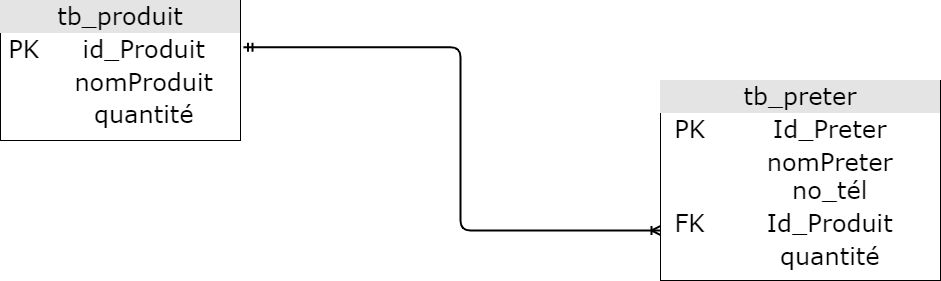 tb_produit
PK id_Produit
nomProduit
quantité
tb_preter
PK Id_Preter
nomPreter
no_tél
FK Id_Produit
quantité